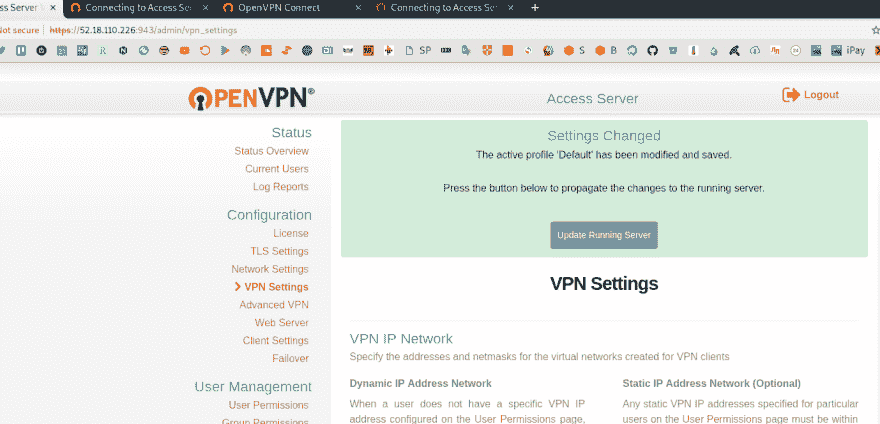 ss Server
Connecting to Access Ser
OpenVPN Connect
Connecting to Access Se
Not secure https://52.18.110.226:943/admin/vpn_settings
SP
B
iPay
OPENVPN®
Access Server
Logout
Status
Status Overview
Current Users
Log Reports
Configuration
License
TLS Settings
Network Settings
VPN Settings
Advanced VPN
Web Server
Client Settings
Failover
User Management
User Permissions
Group Permissions
Settings Changed
The active profile 'Default' has been modified and saved.
Press the button below to propagate the changes to the running server.
Update Running Server
VPN Settings
VPN IP Network
Specify the addresses and netmasks for the virtual networks created for VPN clients
Dynamic IP Address Network
When a user does not have a specific VPN IP
address configured on the User Permissions page,
Static IP Address Network (Optional)
Any static VPN IP addresses specified for particular
users on the User Permissions page must be within